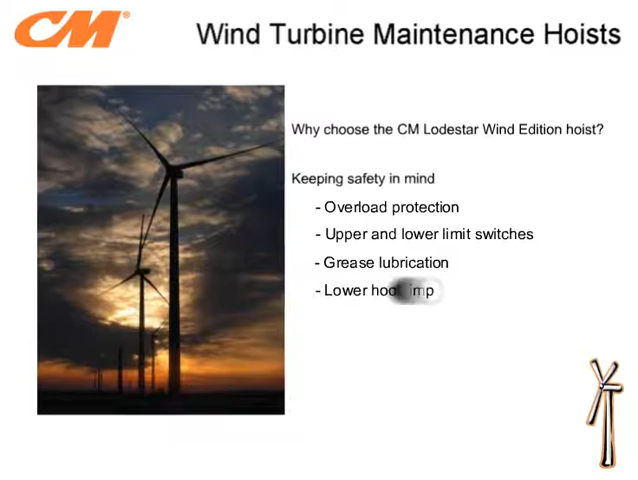 CM®
Wind Turbine Maintenance Hoists
Why choose the CM Lodestar Wind Edition hoist?
Keeping safety in mind
- Overload protection
- Upper and lower limit switches
- Grease lubrication
- Lower